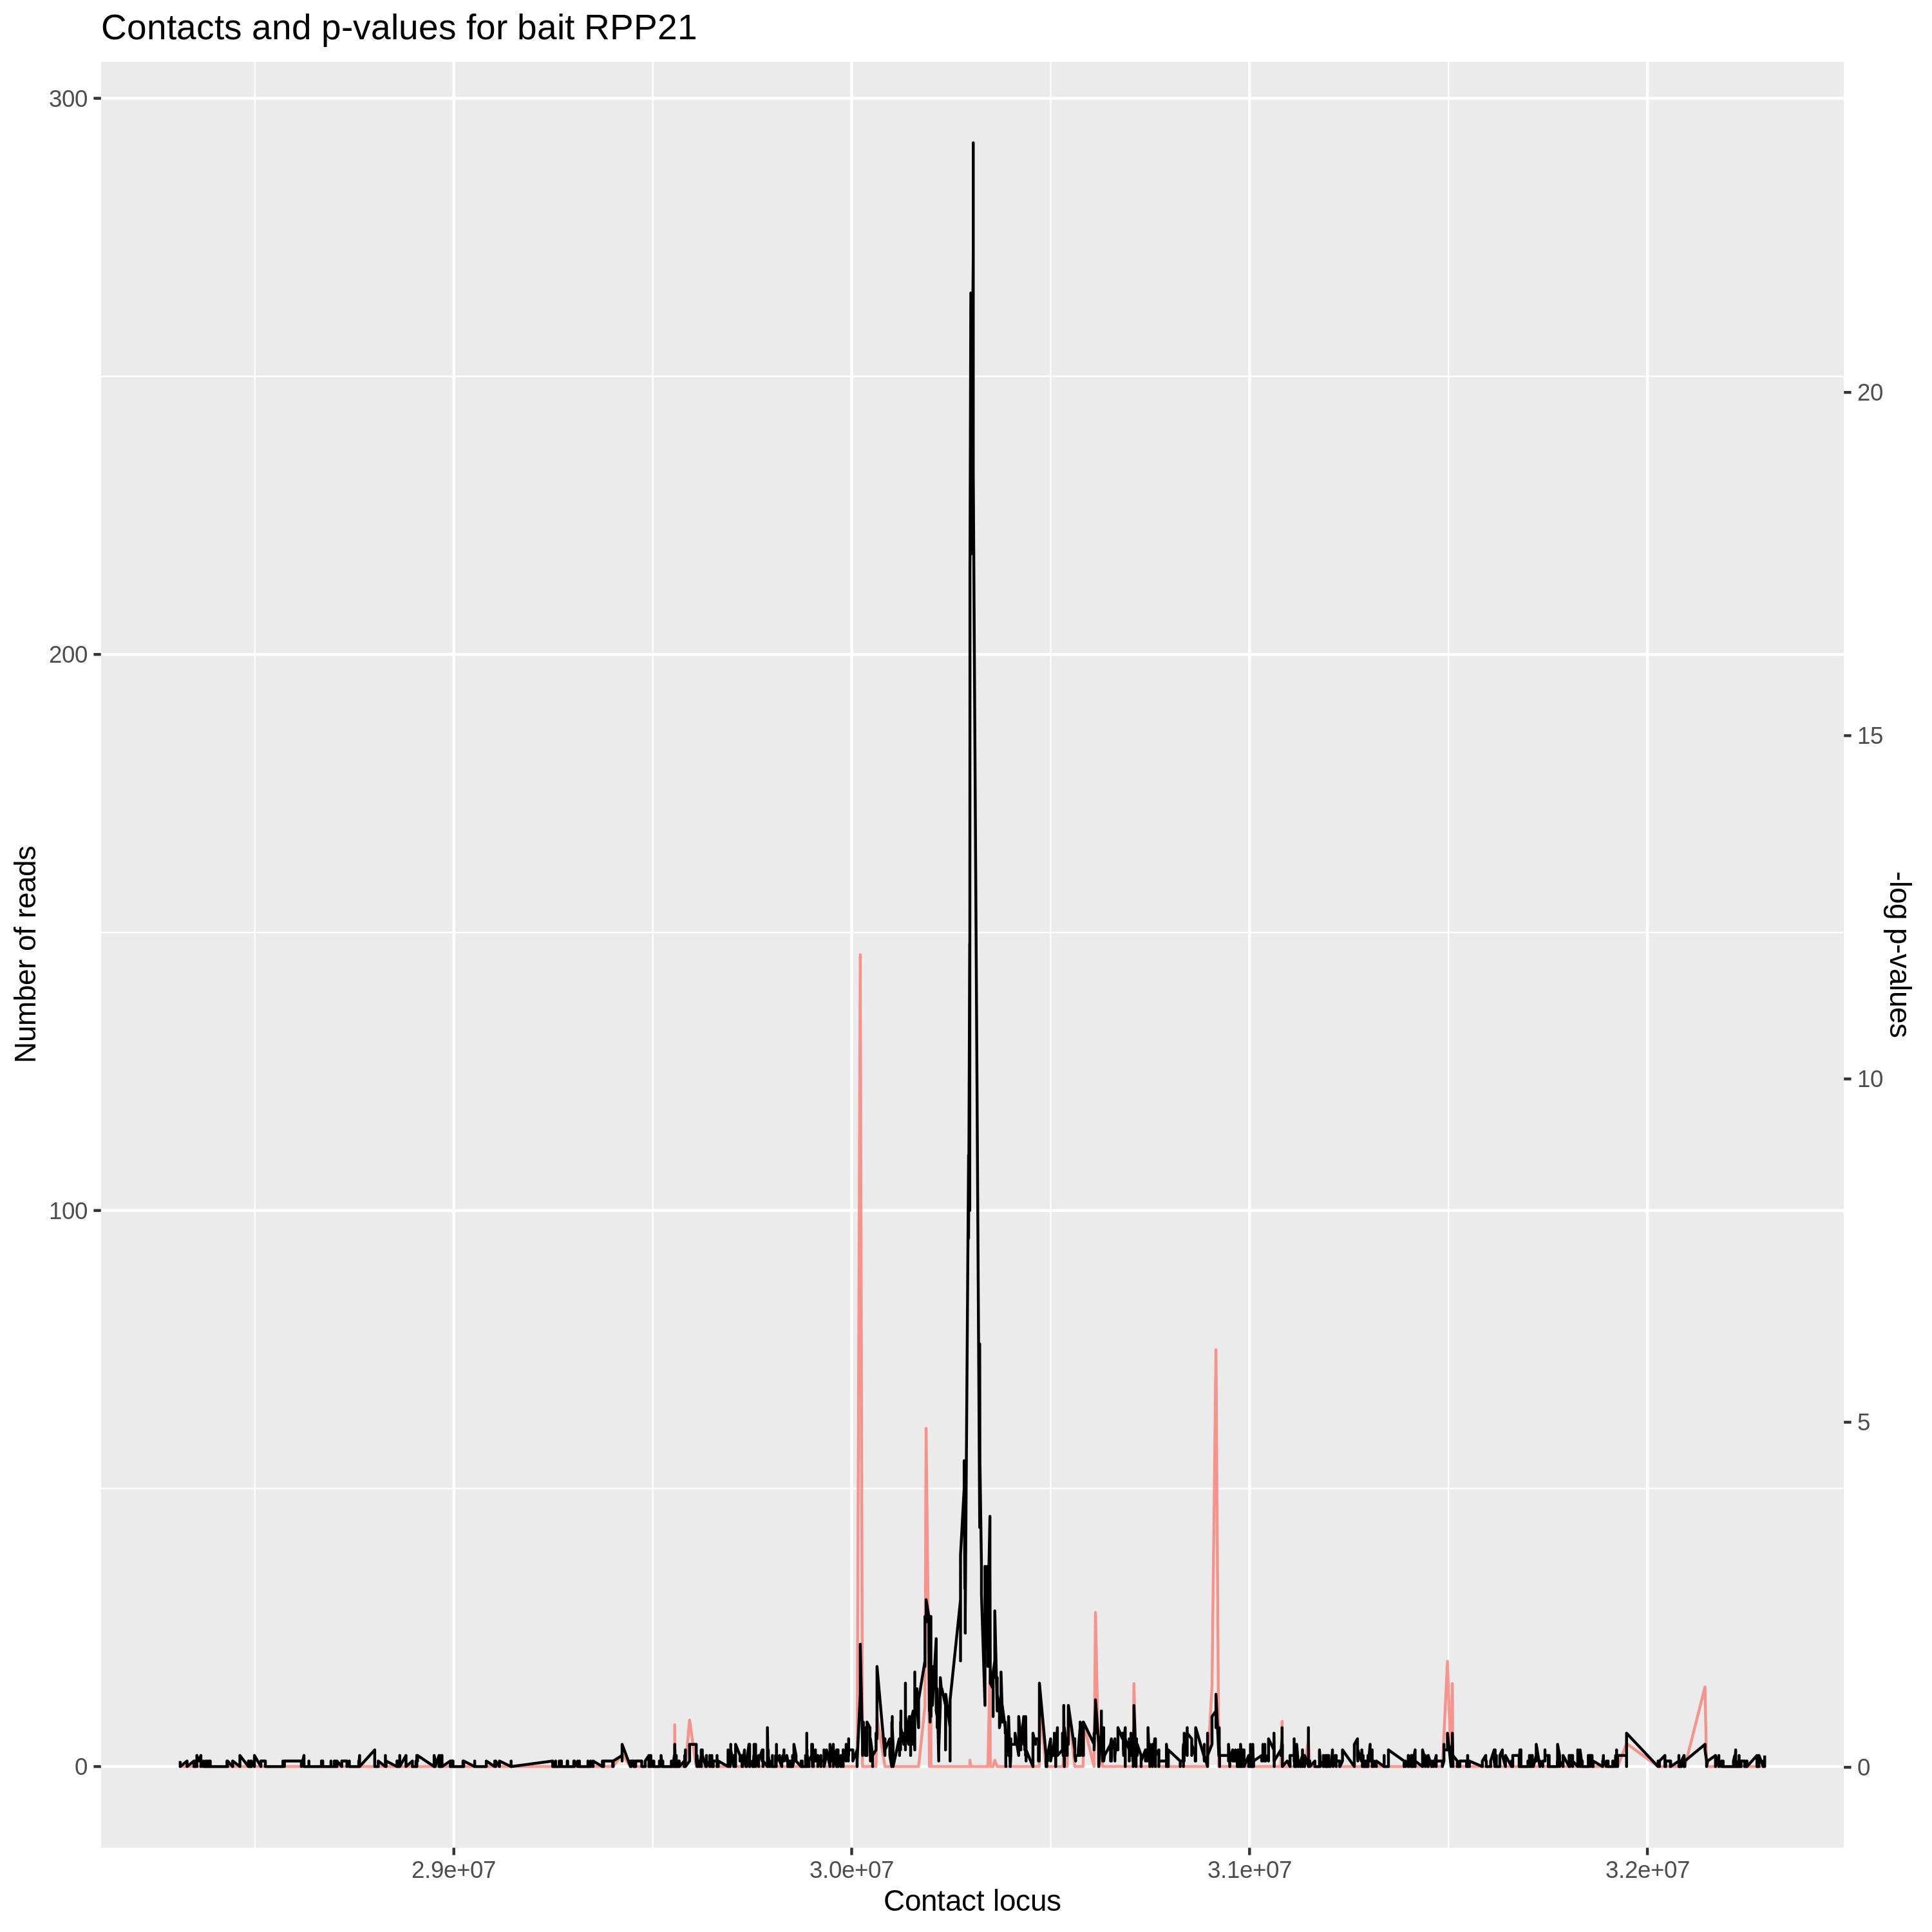 Contacts and p-values for bait RPP21
300
200
100
0
Number of reads
20
15
10
5
0
-log p-values
2.9e+07
3.0e+07
3.1e+07
3.2e+07
Contact locus